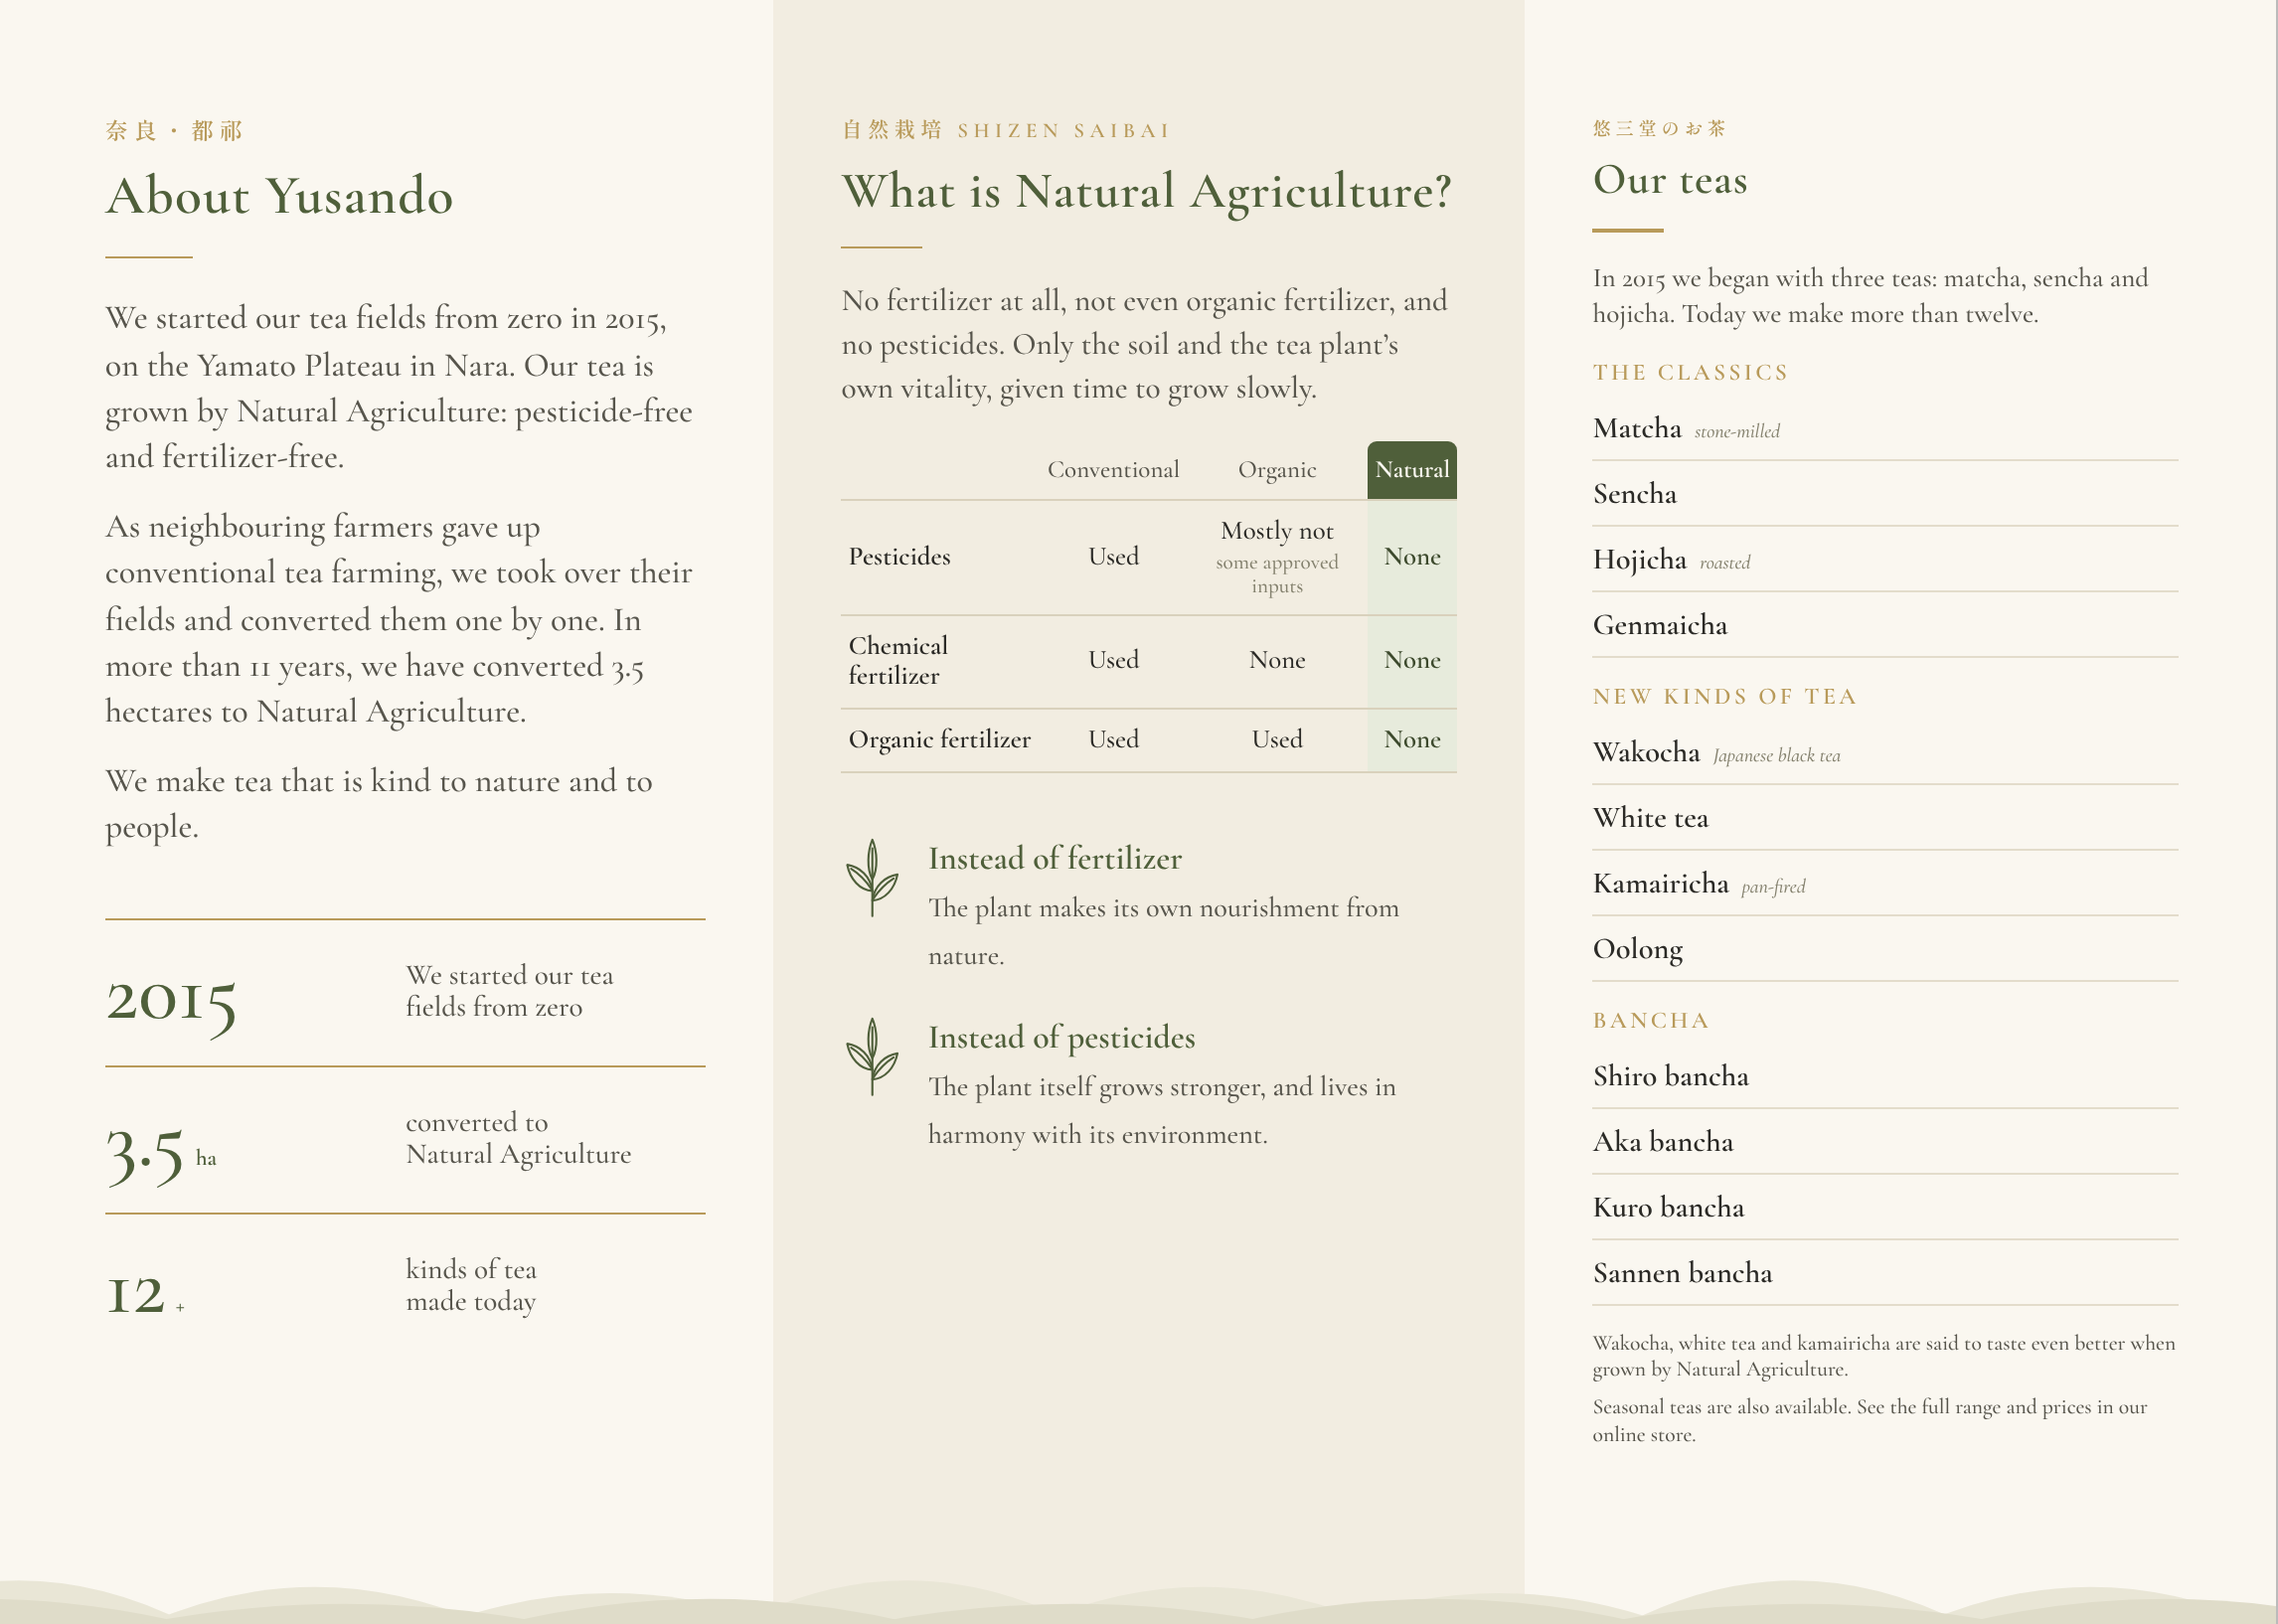 奈良・都祁
About Yusando
We started our tea fields from zero in 2015,
on the Yamato Plateau in Nara. Our tea is
grown by Natural Agriculture: pesticide-free
and fertilizer-free.
As neighbouring farmers gave up
conventional tea farming, we took over their
fields and converted them one by one. In
more than 11 years, we have converted 3.5
hectares to Natural Agriculture.
We make tea that is kind to nature and to
people.
2015
We started our tea
fields from zero
3.5 ha
converted to
Natural Agriculture
12 +
kinds of tea
made today
自然栽培 SHIZEN SAIBAI
What is Natural Agriculture?
No fertilizer at all, not even organic fertilizer, and
no pesticides. Only the soil and the tea plant’s
own vitality, given time to grow slowly.
Conventional Organic Natural
Pesticides Used Mostly not None
some approved
inputs
Chemical
fertilizer Used None None
Organic fertilizer Used Used None
Instead of fertilizer
The plant makes its own nourishment from
nature.
Instead of pesticides
The plant itself grows stronger, and lives in
harmony with its environment.
悠三堂のお茶
Our teas
In 2015 we began with three teas: matcha, sencha and
hojicha. Today we make more than twelve.
THE CLASSICS
Matcha stone-milled
Sencha
Hojicha roasted
Genmaicha
NEW KINDS OF TEA
Wakocha Japanese black tea
White tea
Kamairicha pan-fired
Oolong
BANCHA
Shiro bancha
Aka bancha
Kuro bancha
Sannen bancha
Wakocha, white tea and kamairicha are said to taste even better when
grown by Natural Agriculture.
Seasonal teas are also available. See the full range and prices in our
online store.